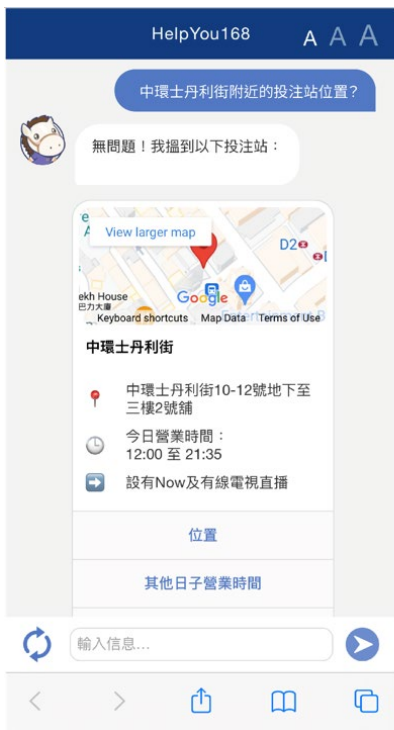 HelpYou168
A A A
中環士丹利街附近的投注站位置?
無問題！我搵到以下投注站：
View larger map
D2
ekh House
巴力大廈
Google
Keyboard shortcuts Map Data Terms of Use
中環士丹利街
中環士丹利街10-12號地下至
三樓2號舖
今日營業時間：
12:00 至 21:35
設有Now及有線電視直播
位置
其他日子營業時間
輸入信息...